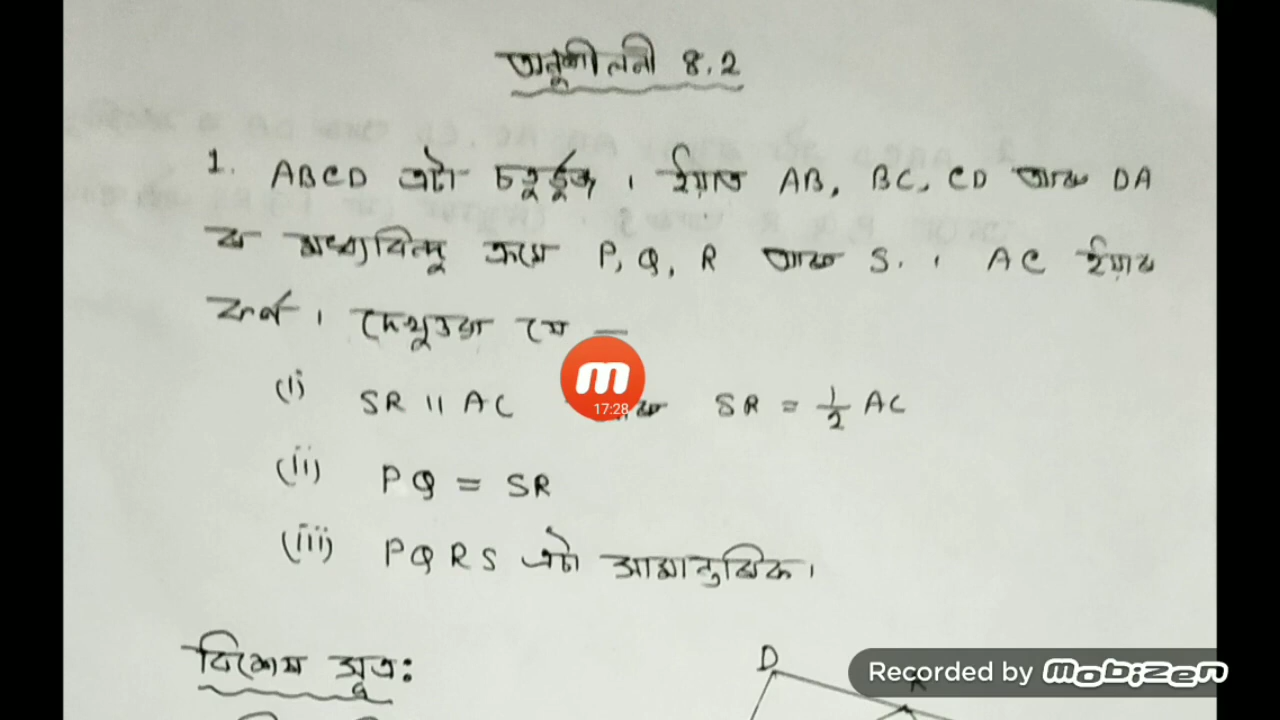 অনুশীলনী 8.2
1. ABCD এটা চতুৰ্ভূজ । ইয়াত AB, BC, CD আৰু DA
ৰ মধ্যবিন্দু ক্ৰমে P, Q, R আৰু S. । AC ইয়াৰ
কৰ্ণ । দেখুওৱা যে —
(i) SR || AC আৰু SR = 1/2 AC
(ii) PQ = SR
(iii) PQRS এটা সামান্তৰিক ।
বিশেষ সূত্ৰ:
D
R
m
17:28
Recorded by mobizen